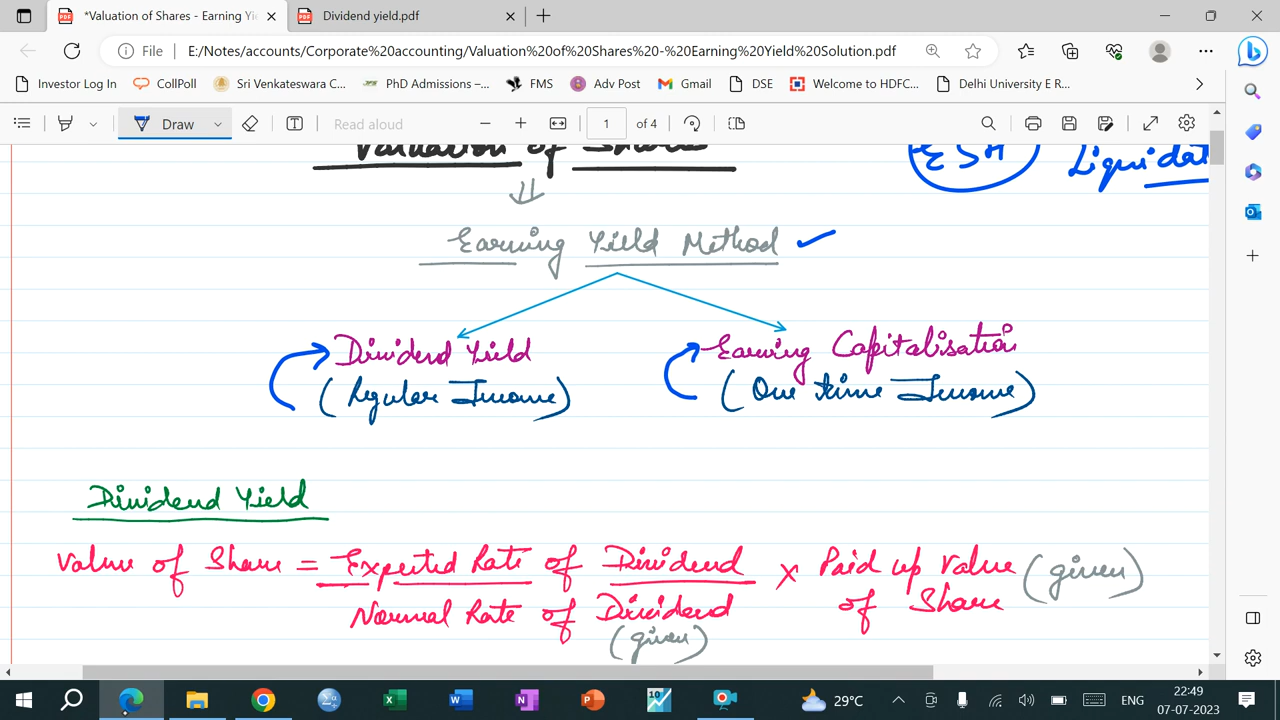 *Valuation of Shares - Earning Yi
Dividend yield.pdf
File E:/Notes/accounts/Corporate%20accounting/Valuation%20of%20Shares%20-%20Earning%20Yield%20Solution.pdf
Investor Log In CollPoll Sri Venkateswara C... PhD Admissions –... FMS Adv Post Gmail DSE Welcome to HDFC... Delhi University E R...
Draw Read aloud 1 of 4
Valuation of Shares
Liquidat
Earning Yield Method
Dividend Yield Earning Capitalisation
(Regular Income) (One time Income)
Dividend Yield
Value of Share = Expected Rate of Dividend × Paid up Value (given)
Normal Rate of Dividend of Share
(given)
29°C ENG 22:49
07-07-2023